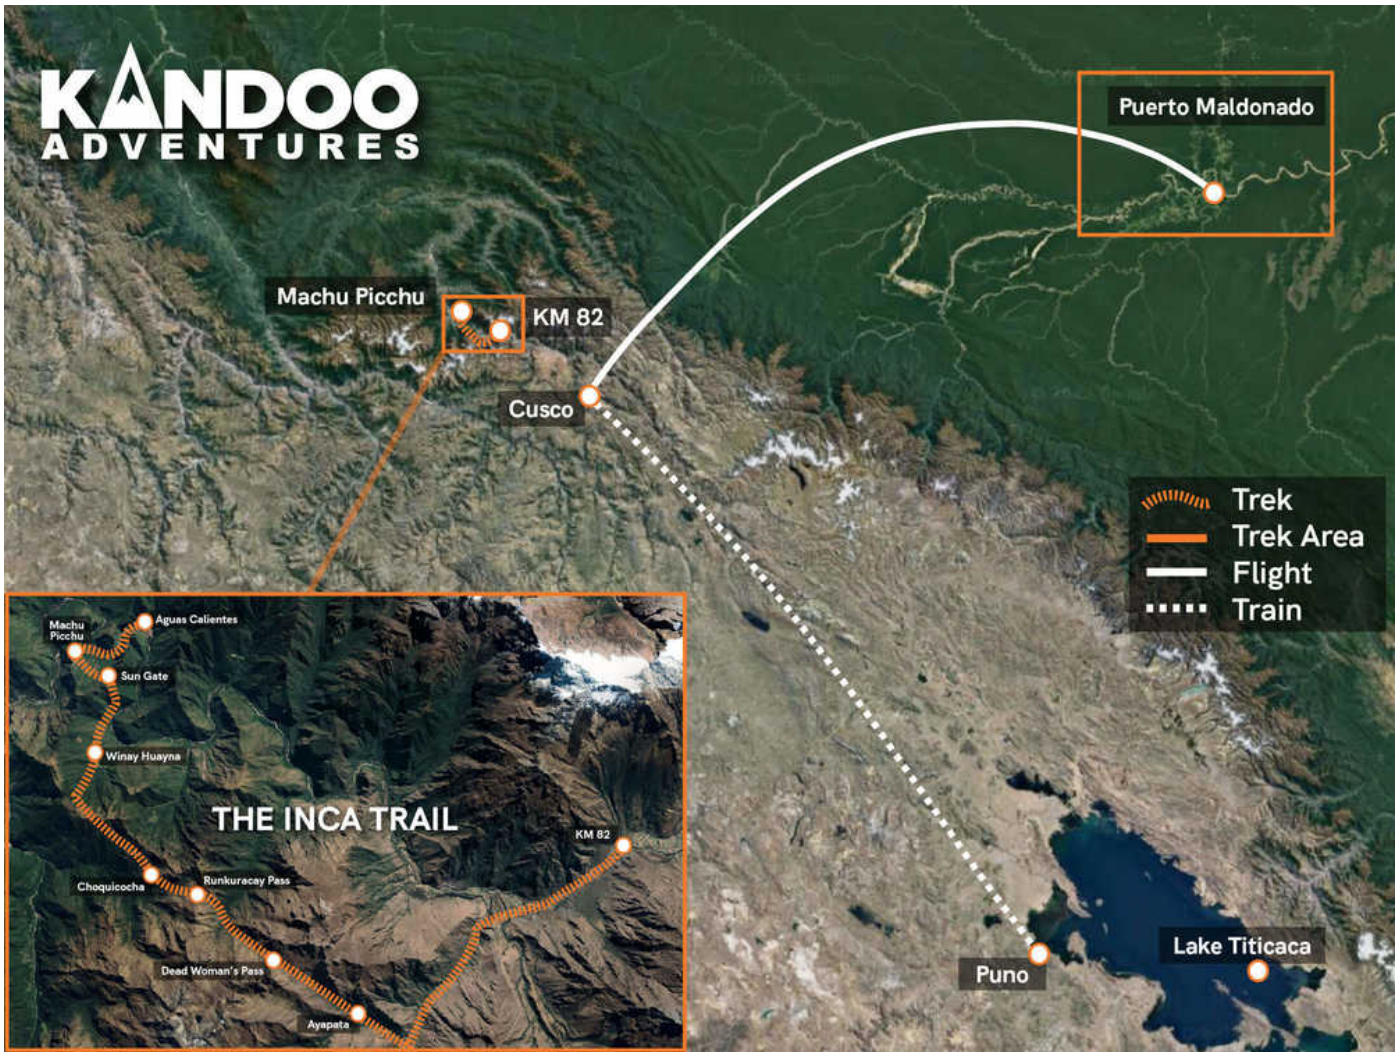 KANDOO
ADVENTURES
Puerto Maldonado
Machu Picchu
KM 82
Cusco
Trek
Trek Area
Flight
Train
Machu
Picchu
Aguas Calientes
Sun Gate
Winay Huayna
THE INCA TRAIL
KM 82
Choquicocha
Runkuracay Pass
Dead Woman's Pass
Ayapata
Lake Titicaca
Puno